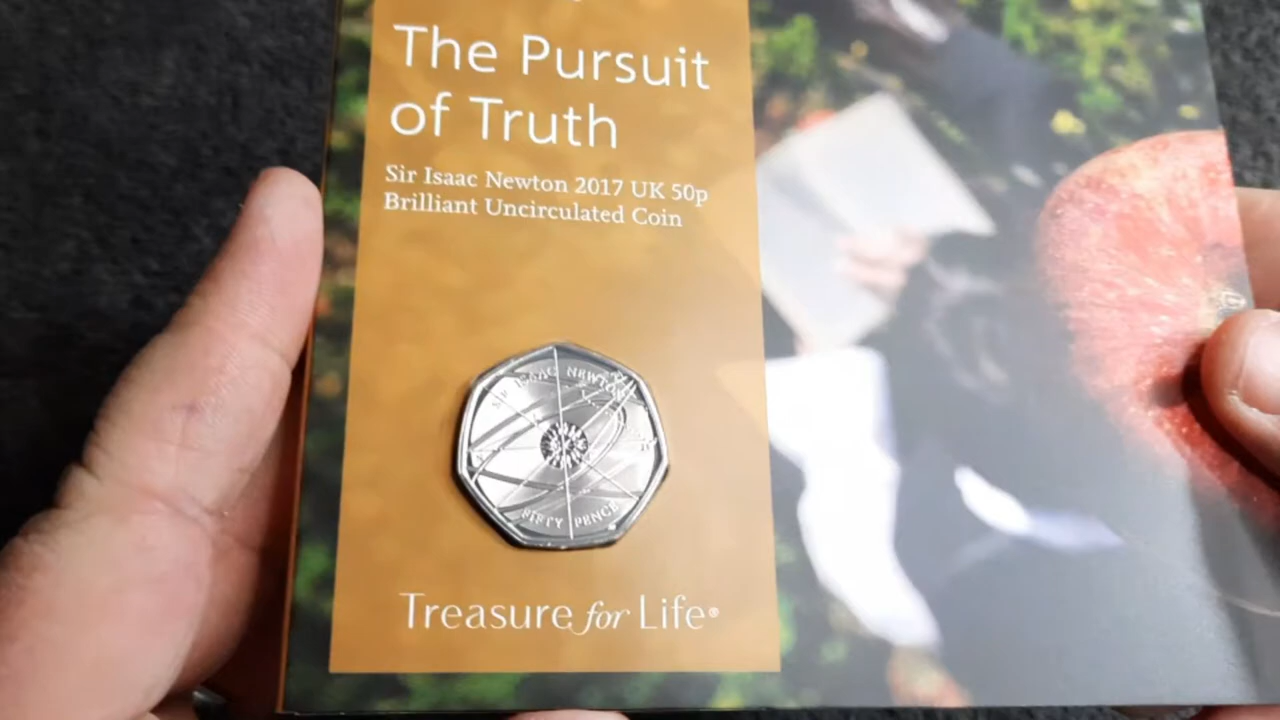 The Pursuit
of Truth
Sir Isaac Newton 2017 UK 50p
Brilliant Uncirculated Coin
SIR ISAAC NEWTON
FIFTY PENCE
Treasure for Life®